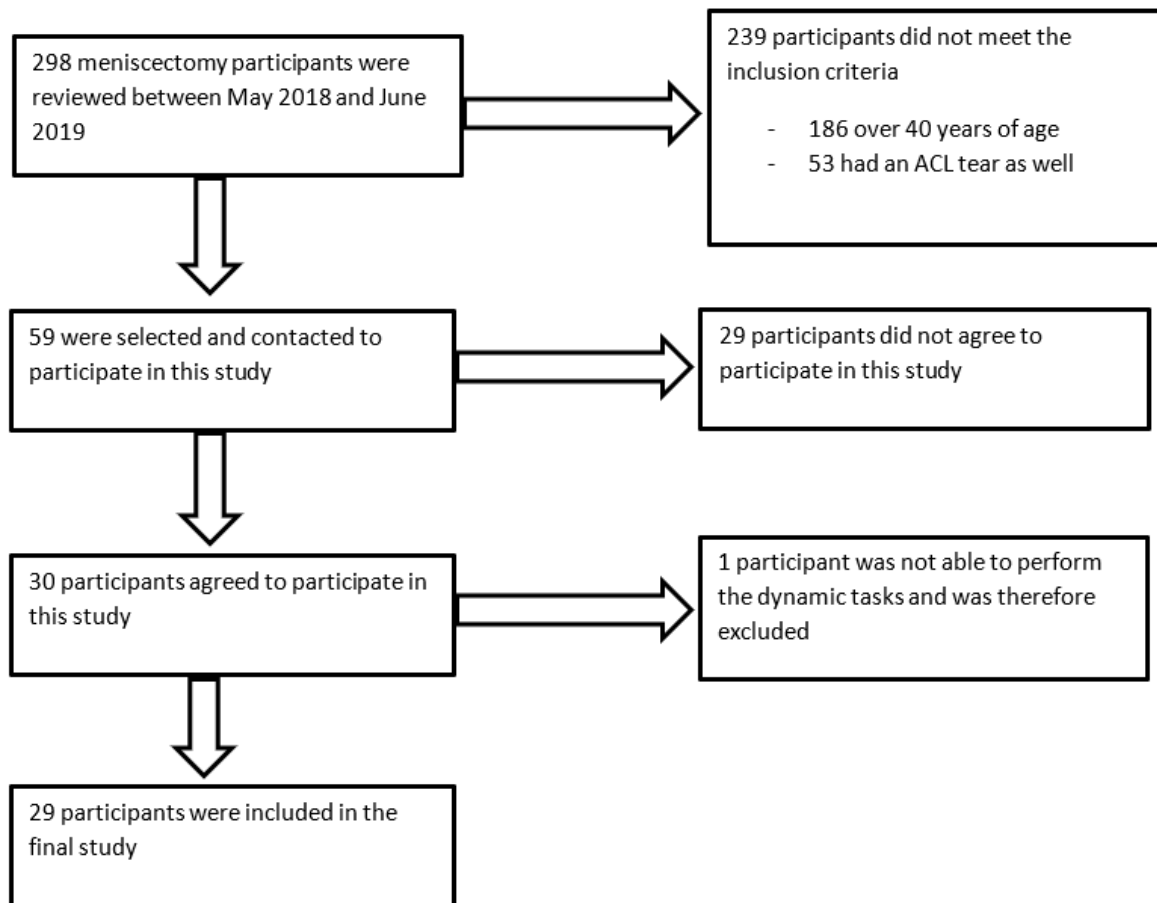 298 meniscectomy participants were
reviewed between May 2018 and June
2019
239 participants did not meet the
inclusion criteria
- 186 over 40 years of age
- 53 had an ACL tear as well
59 were selected and contacted to
participate in this study
29 participants did not agree to
participate in this study
30 participants agreed to participate in
this study
1 participant was not able to perform
the dynamic tasks and was therefore
excluded
29 participants were included in the
final study